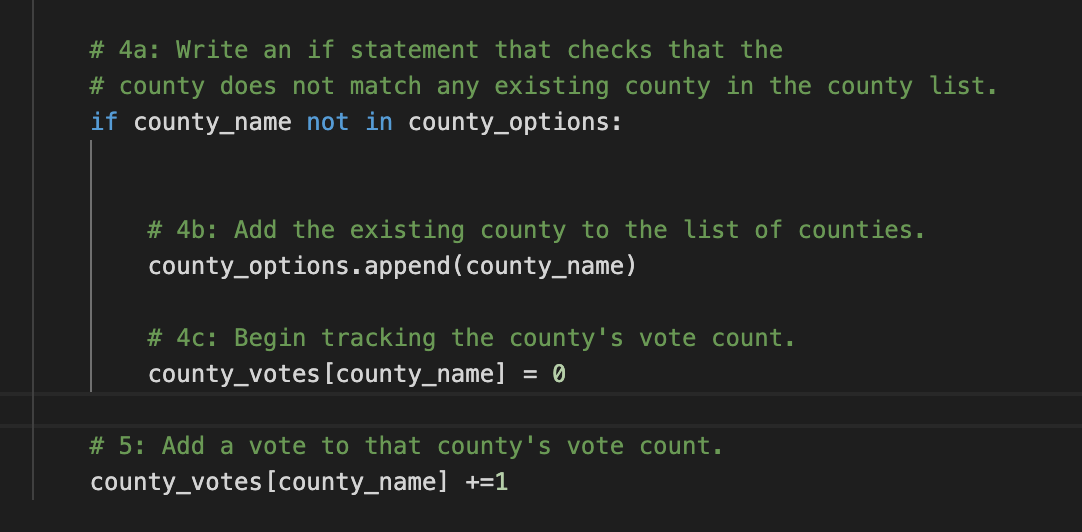 # 4a: Write an if statement that checks that the
# county does not match any existing county in the county list.
if county_name not in county_options:
# 4b: Add the existing county to the list of counties.
county_options.append(county_name)
# 4c: Begin tracking the county's vote count.
county_votes[county_name] = 0
# 5: Add a vote to that county's vote count.
county_votes[county_name] +=1